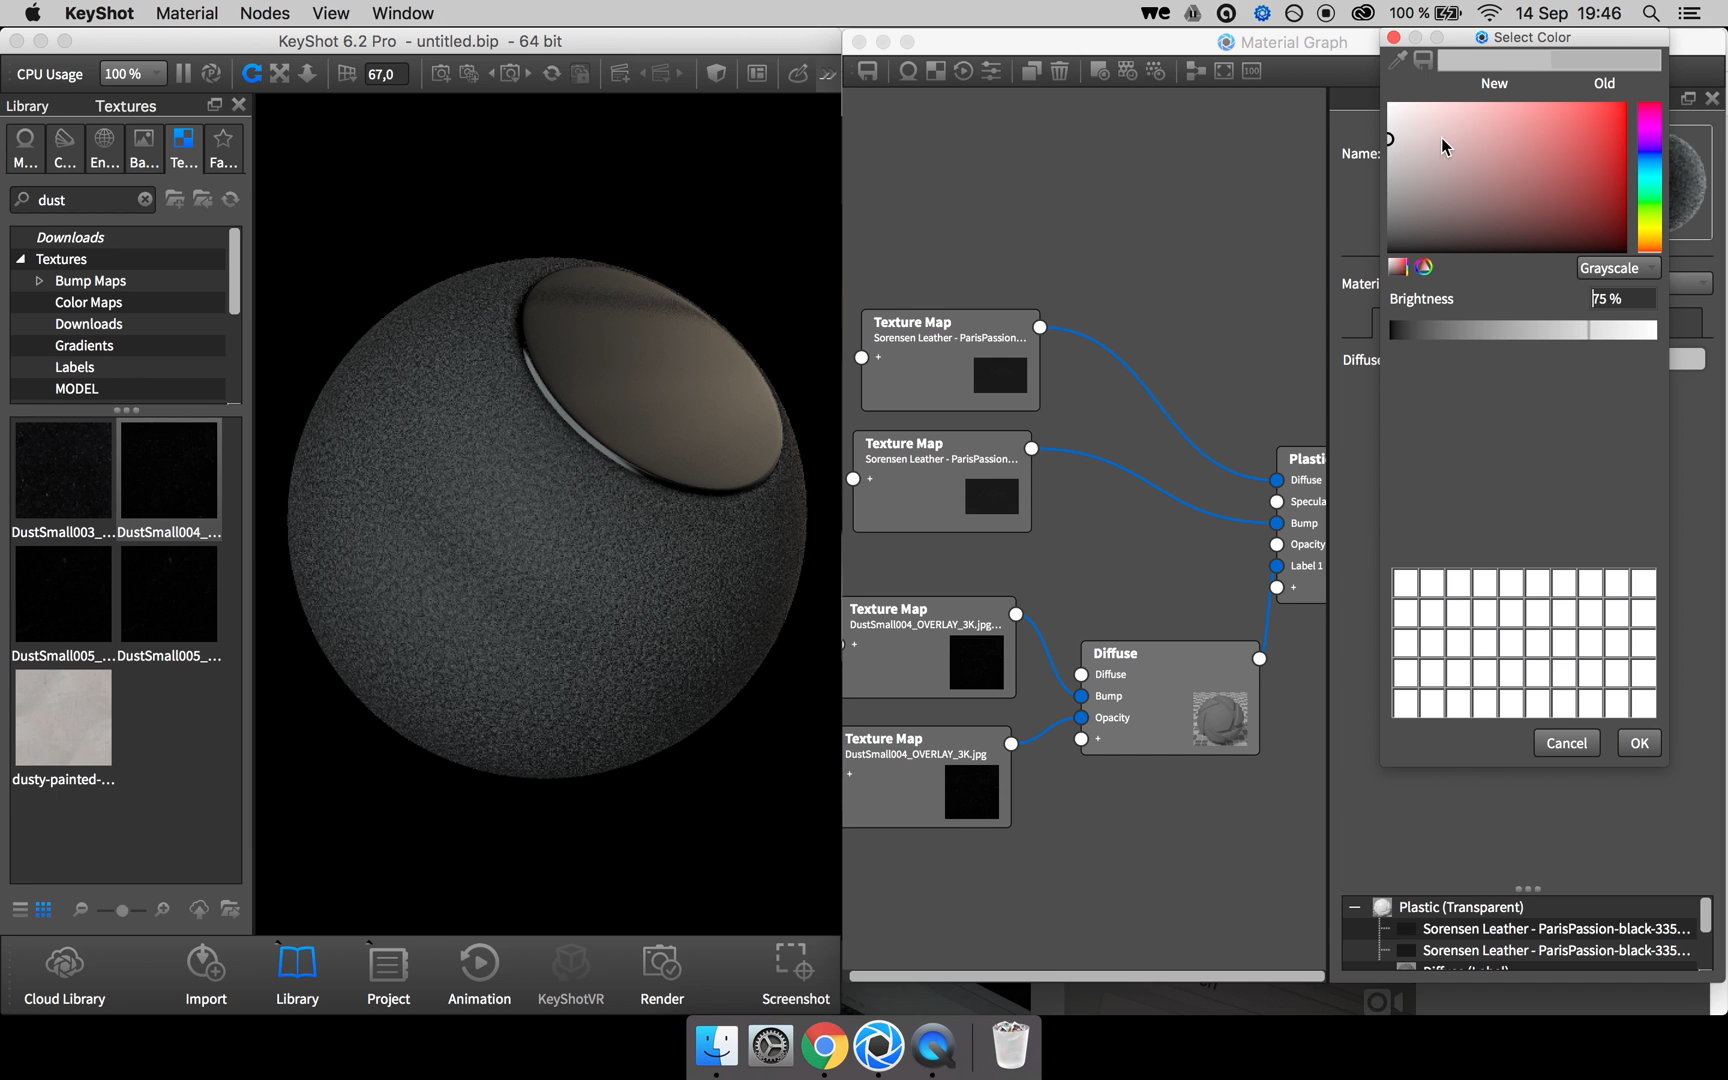 KeyShot Material Nodes View Window
100 % 14 Sep 19:46
KeyShot 6.2 Pro - untitled.bip - 64 bit
CPU Usage 100 % 67,0
Library Textures
M... C... En... Ba... Te... Fa...
dust
Downloads
Textures
Bump Maps
Color Maps
Downloads
Gradients
Labels
MODEL
DustSmall003_... DustSmall004_...
DustSmall005_... DustSmall005_...
dusty-painted-...
Cloud Library Import Library Project Animation KeyShotVR Render Screenshot
Material Graph
100
Texture Map
Sorensen Leather - ParisPassion...
+
Texture Map
Sorensen Leather - ParisPassion...
+
Texture Map
DustSmall004_OVERLAY_3K.jpg...
+
Texture Map
DustSmall004_OVERLAY_3K.jpg
+
Diffuse
Diffuse
Bump
Opacity
+
Plasti
Diffuse
Specula
Bump
Opacity
Label 1
+
Name:
Materi
Diffuse
Select Color
New Old
Grayscale
Brightness 75 %
Cancel OK
Plastic (Transparent)
Sorensen Leather - ParisPassion-black-335...
Sorensen Leather - ParisPassion-black-335...
Diffuse (Label)